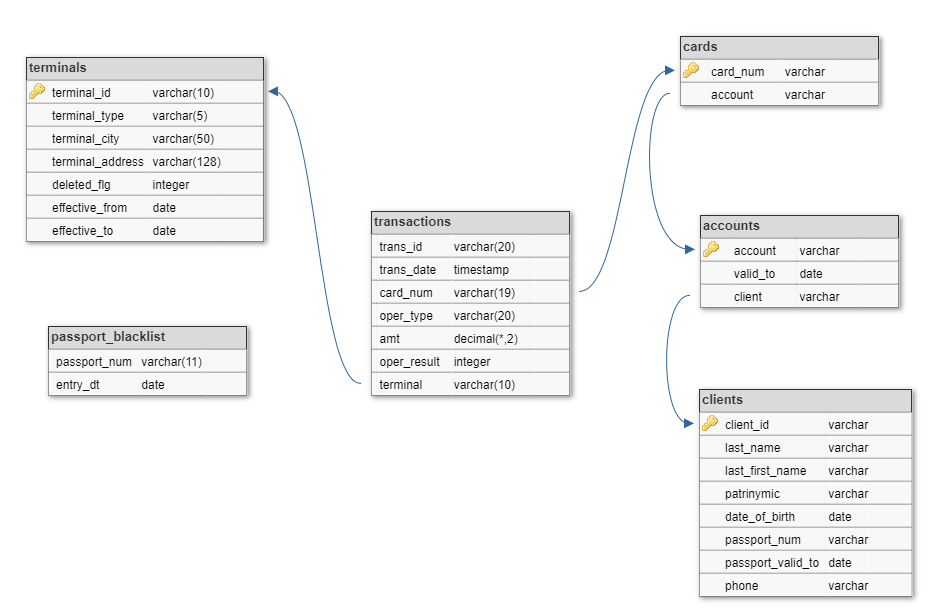 terminals
terminal_id varchar(10)
terminal_type varchar(5)
terminal_city varchar(50)
terminal_address varchar(128)
deleted_flg integer
effective_from date
effective_to date
passport_blacklist
passport_num varchar(11)
entry_dt date
transactions
trans_id varchar(20)
trans_date timestamp
card_num varchar(19)
oper_type varchar(20)
amt decimal(*,2)
oper_result integer
terminal varchar(10)
cards
card_num varchar
account varchar
accounts
account varchar
valid_to date
client varchar
clients
client_id varchar
last_name varchar
last_first_name varchar
patrinymic varchar
date_of_birth date
passport_num varchar
passport_valid_to date
phone varchar